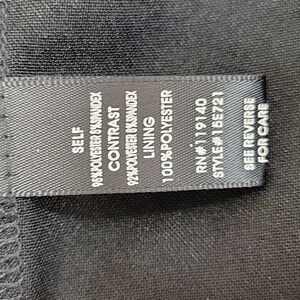 SELF
95%POLYESTER 5%SPANDEX
CONTRAST
92%POLYESTER 8%SPANDEX
LINING
100%POLYESTER
RN#119140
STYLE#15E721
SEE REVERSE
FOR CARE